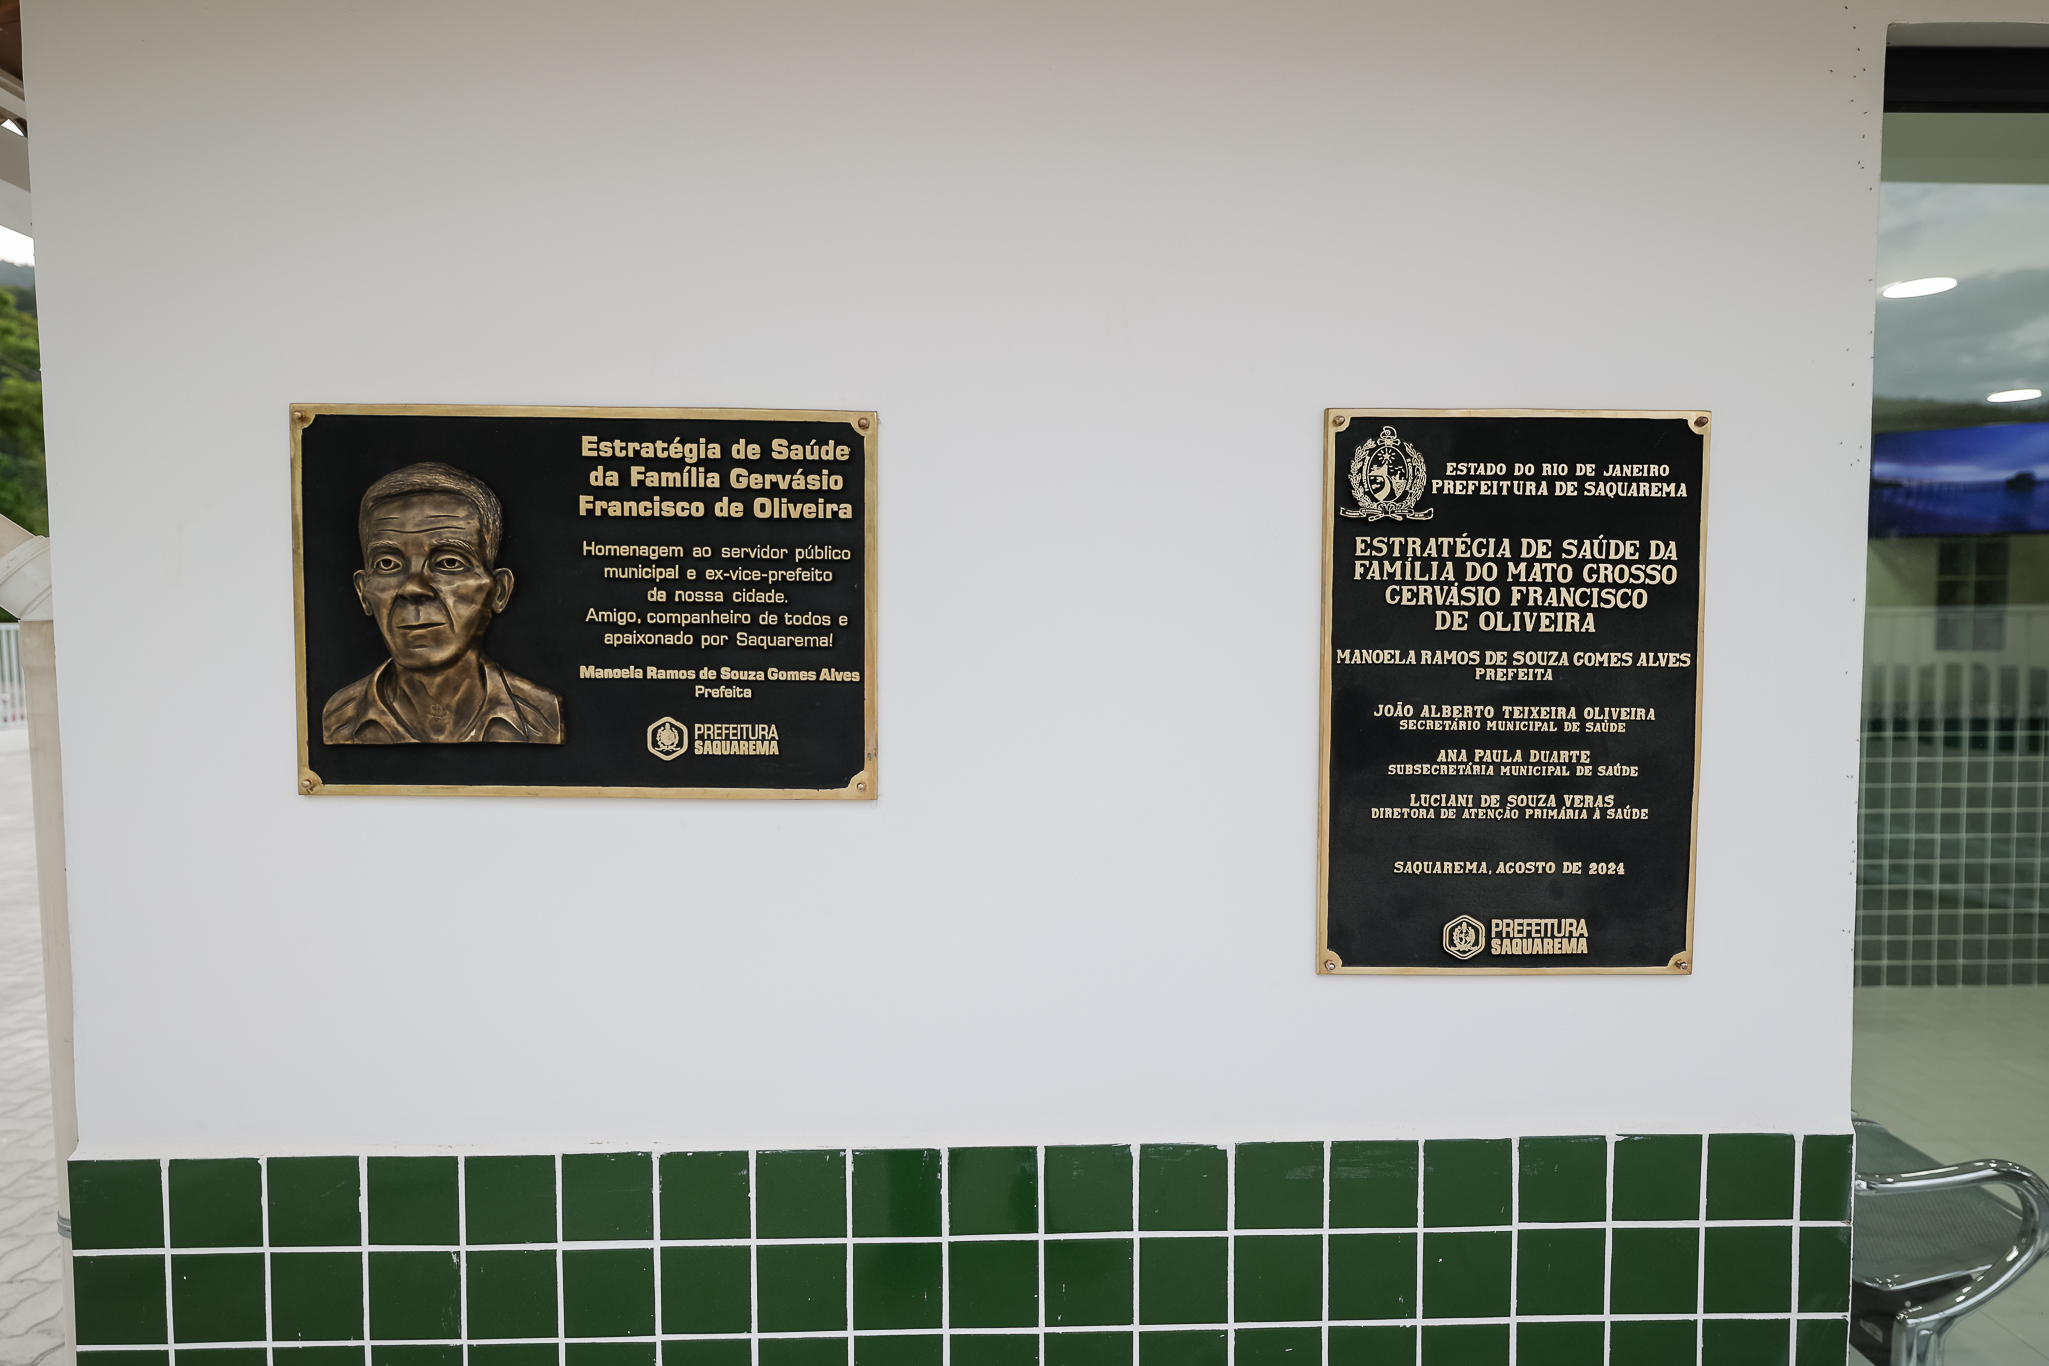 Estratégia de Saúde
da Família Gervásio
Francisco de Oliveira
Homenagem ao servidor público
municipal e ex-vice-prefeito
da nossa cidade.
Amigo, companheiro de todos e
apaixonado por Saquarema!
Manoela Ramos de Souza Gomes Alves
Prefeita
PREFEITURA
SAQUAREMA
ESTADO DO RIO DE JANEIRO
PREFEITURA DE SAQUAREMA
ESTRATÉGIA DE SAÚDE DA
FAMÍLIA DO MATO GROSSO
GERVÁSIO FRANCISCO
DE OLIVEIRA
MANOELA RAMOS DE SOUZA GOMES ALVES
PREFEITA
JOÃO ALBERTO TEIXEIRA OLIVEIRA
SECRETÁRIO MUNICIPAL DE SAÚDE
ANA PAULA DUARTE
SUBSECRETÁRIA MUNICIPAL DE SAÚDE
LUCIANI DE SOUZA VERAS
DIRETORA DE ATENÇÃO PRIMÁRIA À SAÚDE
SAQUAREMA, AGOSTO DE 2024
PREFEITURA
SAQUAREMA